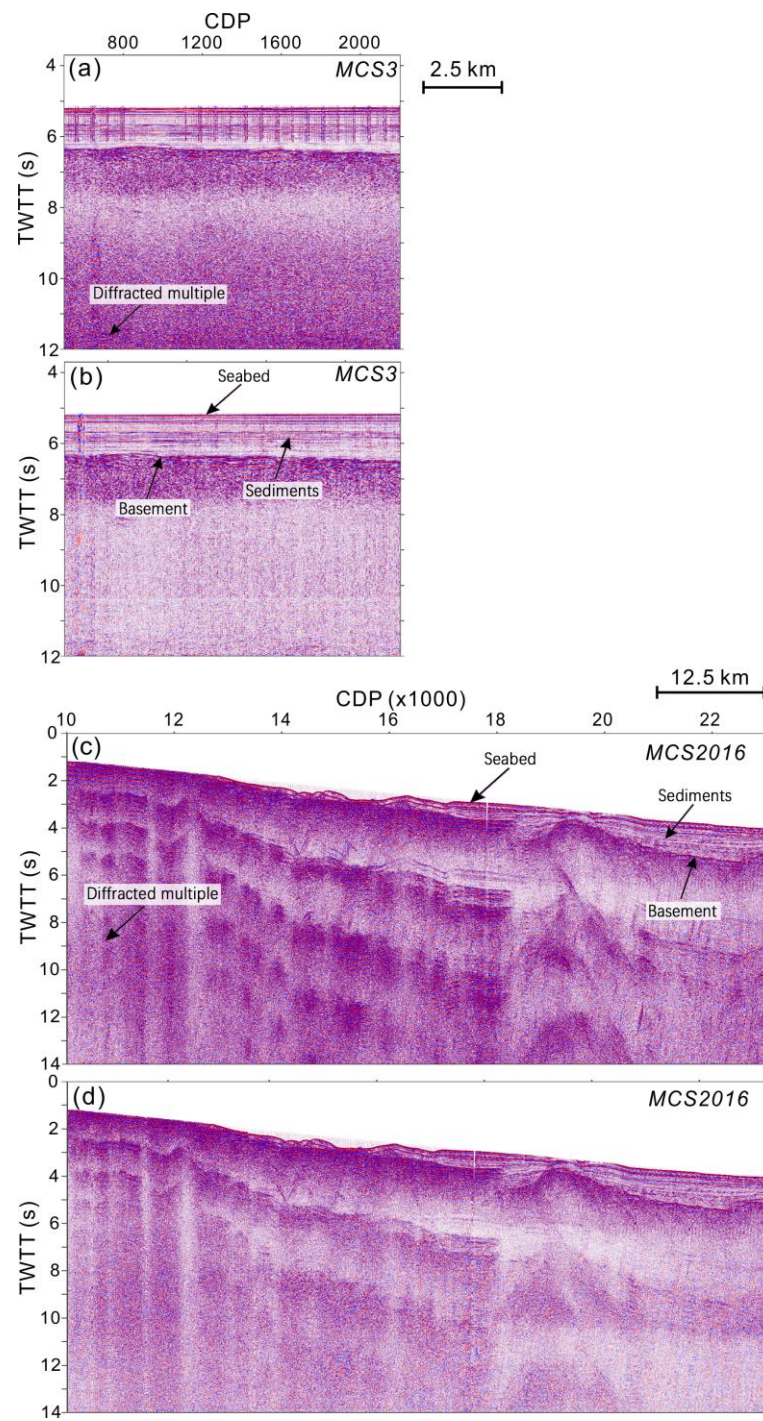 CDP
800 1200 1600 2000
4 (a) MCS3 2.5 km
6
TWTT (s)
8
10
Diffracted multiple
12
4 (b) Seabed MCS3
6
TWTT (s)
Basement Sediments
8
10
12
12.5 km
CDP (x1000)
10 12 14 16 18 20 22
0
(c) MCS2016
Seabed
2
Sediments
4
6
TWTT (s)
Diffracted multiple
Basement
8
10
12
14
0
(d) MCS2016
2
4
6
TWTT (s)
8
10
12
14